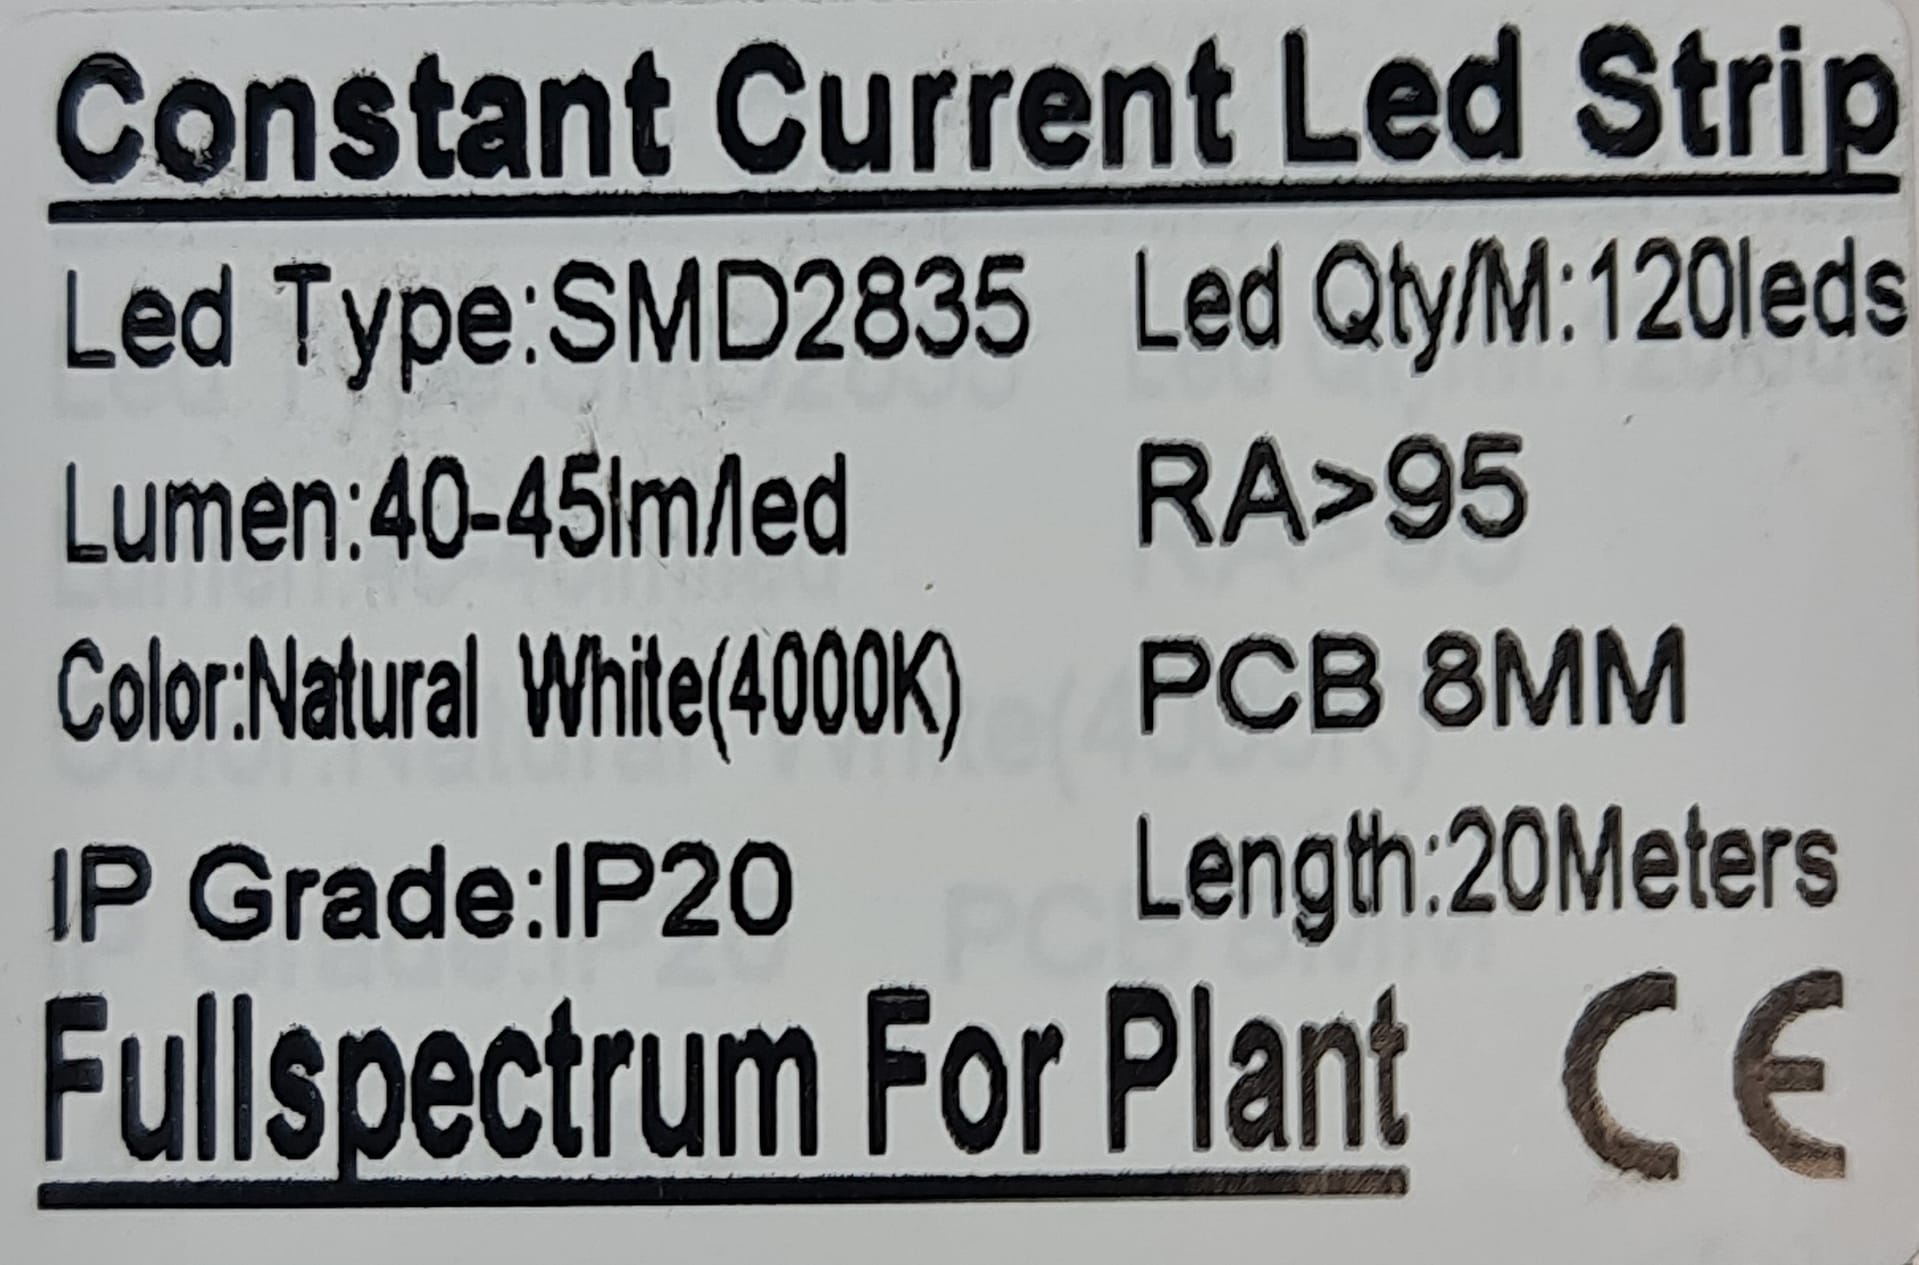 Constant Current Led Strip
Led Type:SMD2835 Led Qty/M:120leds
Lumen:40-45lm/led RA>95
Color:Natural White(4000K) PCB 8MM
IP Grade:IP20 Length:20Meters
Fullspectrum For Plant CE